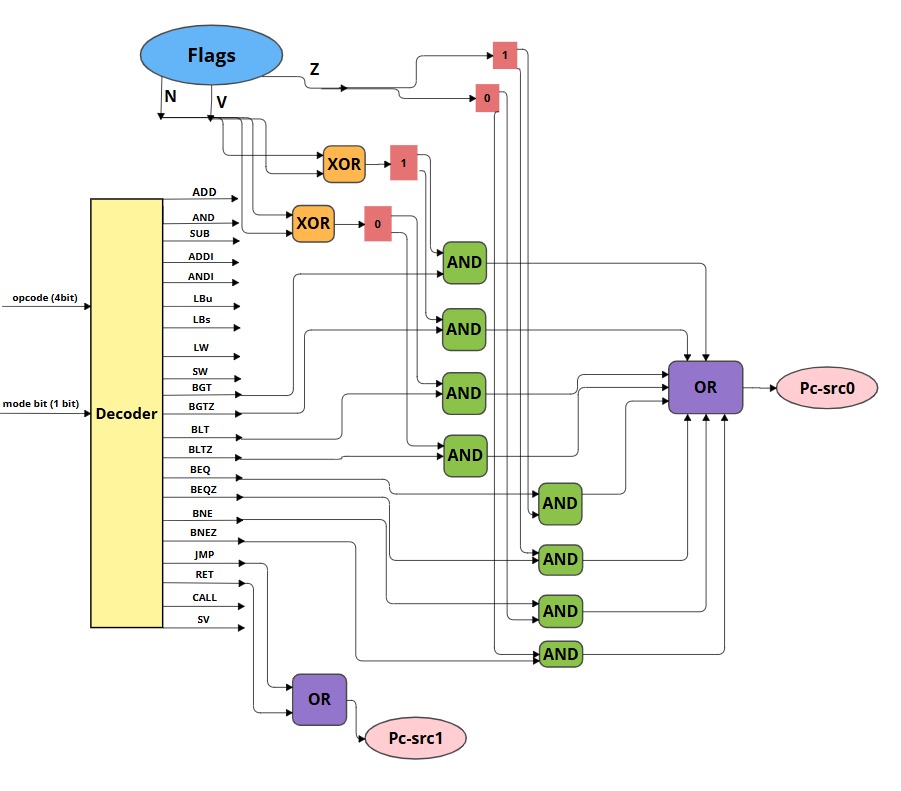 Flags
Z
N
V
1
0
XOR
1
XOR
0
ADD
AND
SUB
ADDI
ANDI
LBu
LBs
LW
SW
BGT
BGTZ
BLT
BLTZ
BEQ
BEQZ
BNE
BNEZ
JMP
RET
CALL
SV
opcode (4bit)
mode bit (1 bit)
Decoder
AND
AND
AND
AND
AND
AND
AND
AND
OR
Pc-src0
OR
Pc-src1